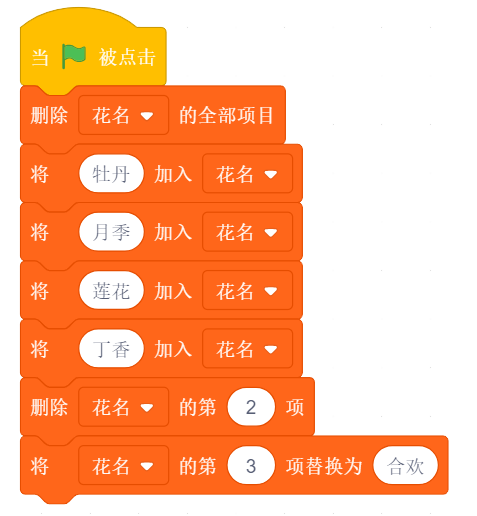 当 被点击
删除 花名 的全部项目
将 牡丹 加入 花名
将 月季 加入 花名
将 莲花 加入 花名
将 丁香 加入 花名
删除 花名 的第 2 项
将 花名 的第 3 项替换为 合欢